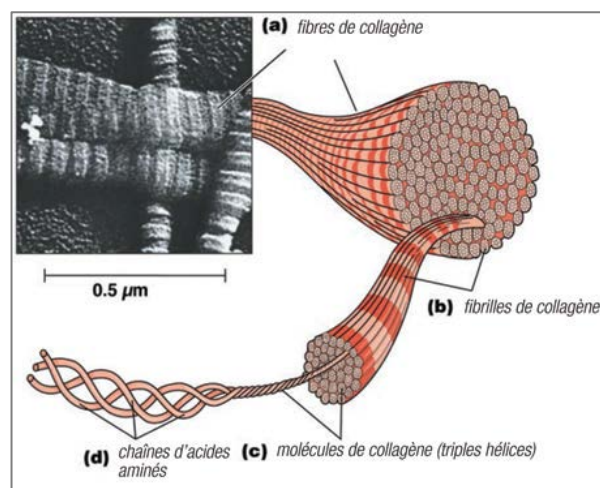 (a) fibres de collagène
0.5 µm
(b) fibrilles de collagène
(c) molécules de collagène (triples hélices)
(d) chaînes d'acides
aminés